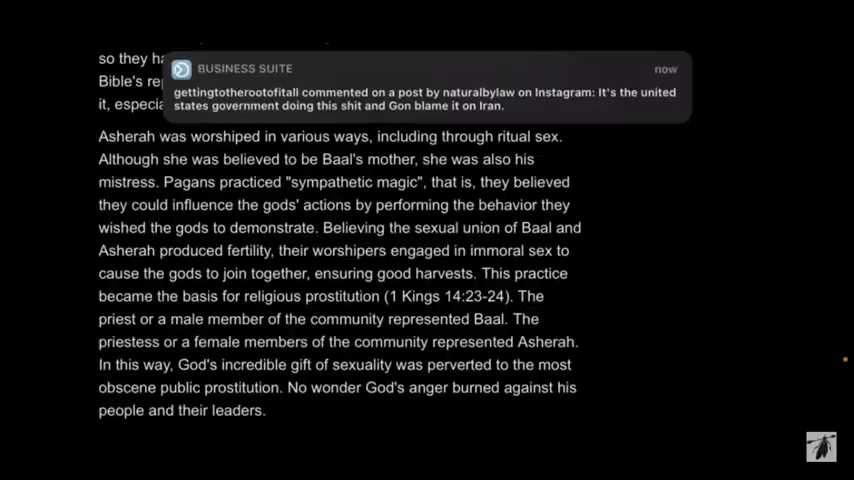 so they ha
BUSINESS SUITE
now
Bible's rep
gettingtotherootofitall commented on a post by naturalbylaw on Instagram: It's the united
states government doing this shit and Gon blame it on Iran.
it, especia
Asherah was worshiped in various ways, including through ritual sex.
Although she was believed to be Baal's mother, she was also his
mistress. Pagans practiced "sympathetic magic", that is, they believed
they could influence the gods' actions by performing the behavior they
wished the gods to demonstrate. Believing the sexual union of Baal and
Asherah produced fertility, their worshipers engaged in immoral sex to
cause the gods to join together, ensuring good harvests. This practice
became the basis for religious prostitution (1 Kings 14:23-24). The
priest or a male member of the community represented Baal. The
priestess or a female members of the community represented Asherah.
In this way, God's incredible gift of sexuality was perverted to the most
obscene public prostitution. No wonder God's anger burned against his
people and their leaders.